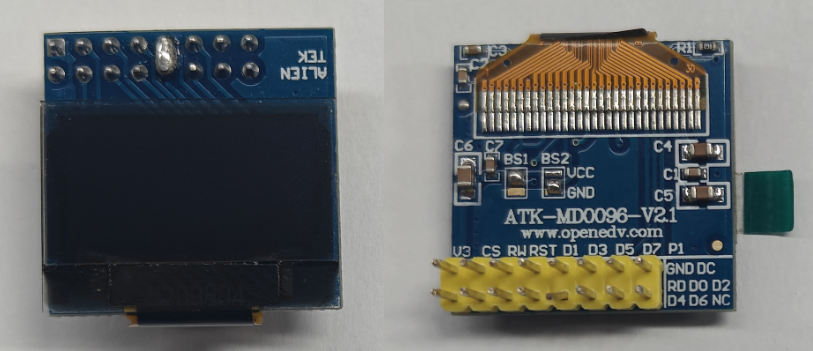 ALIEN
TEK
C3
R1
C2
30
C6
C7
BS1
BS2
C4
VCC
C1
GND
C5
ATK-MD0096-V2.1
www.openedv.com
V3 CS RW RST D1 D3 D5 D7 P1
GND DC
RD D0 D2
D4 D6 NC